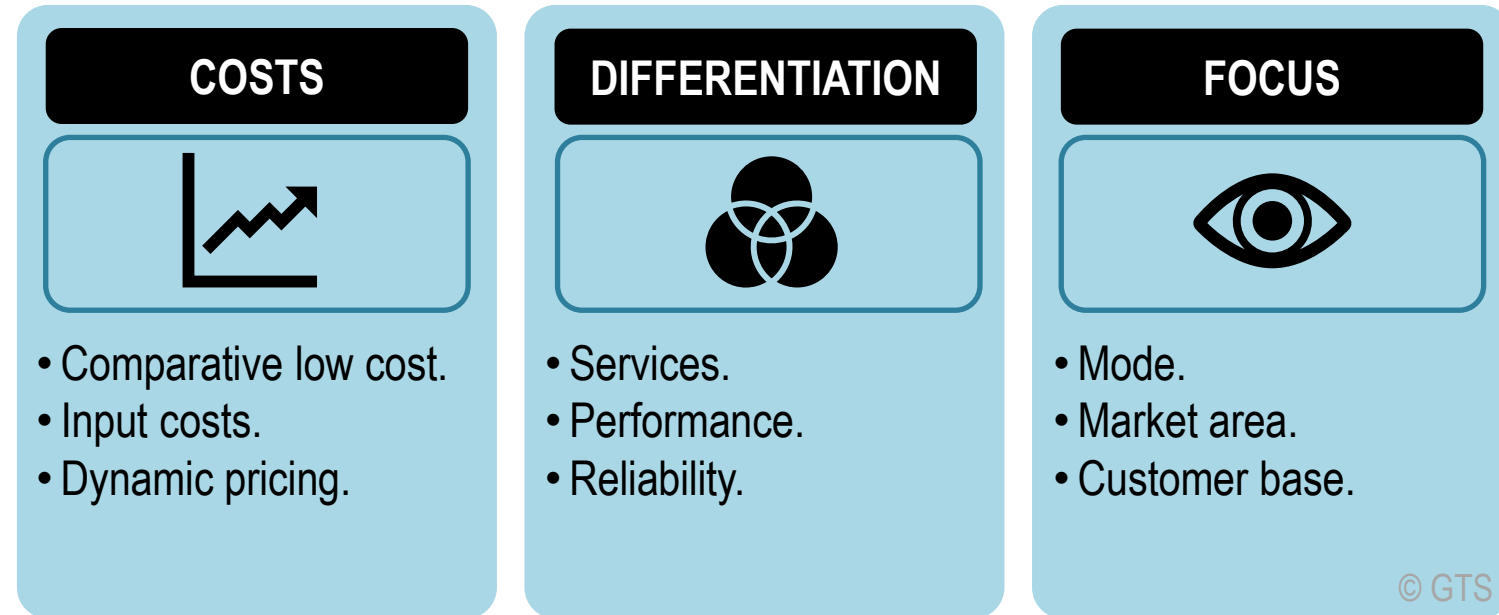 COSTS
• Comparative low cost.
• Input costs.
• Dynamic pricing.
DIFFERENTIATION
• Services.
• Performance.
• Reliability.
FOCUS
• Mode.
• Market area.
• Customer base.
© GTS